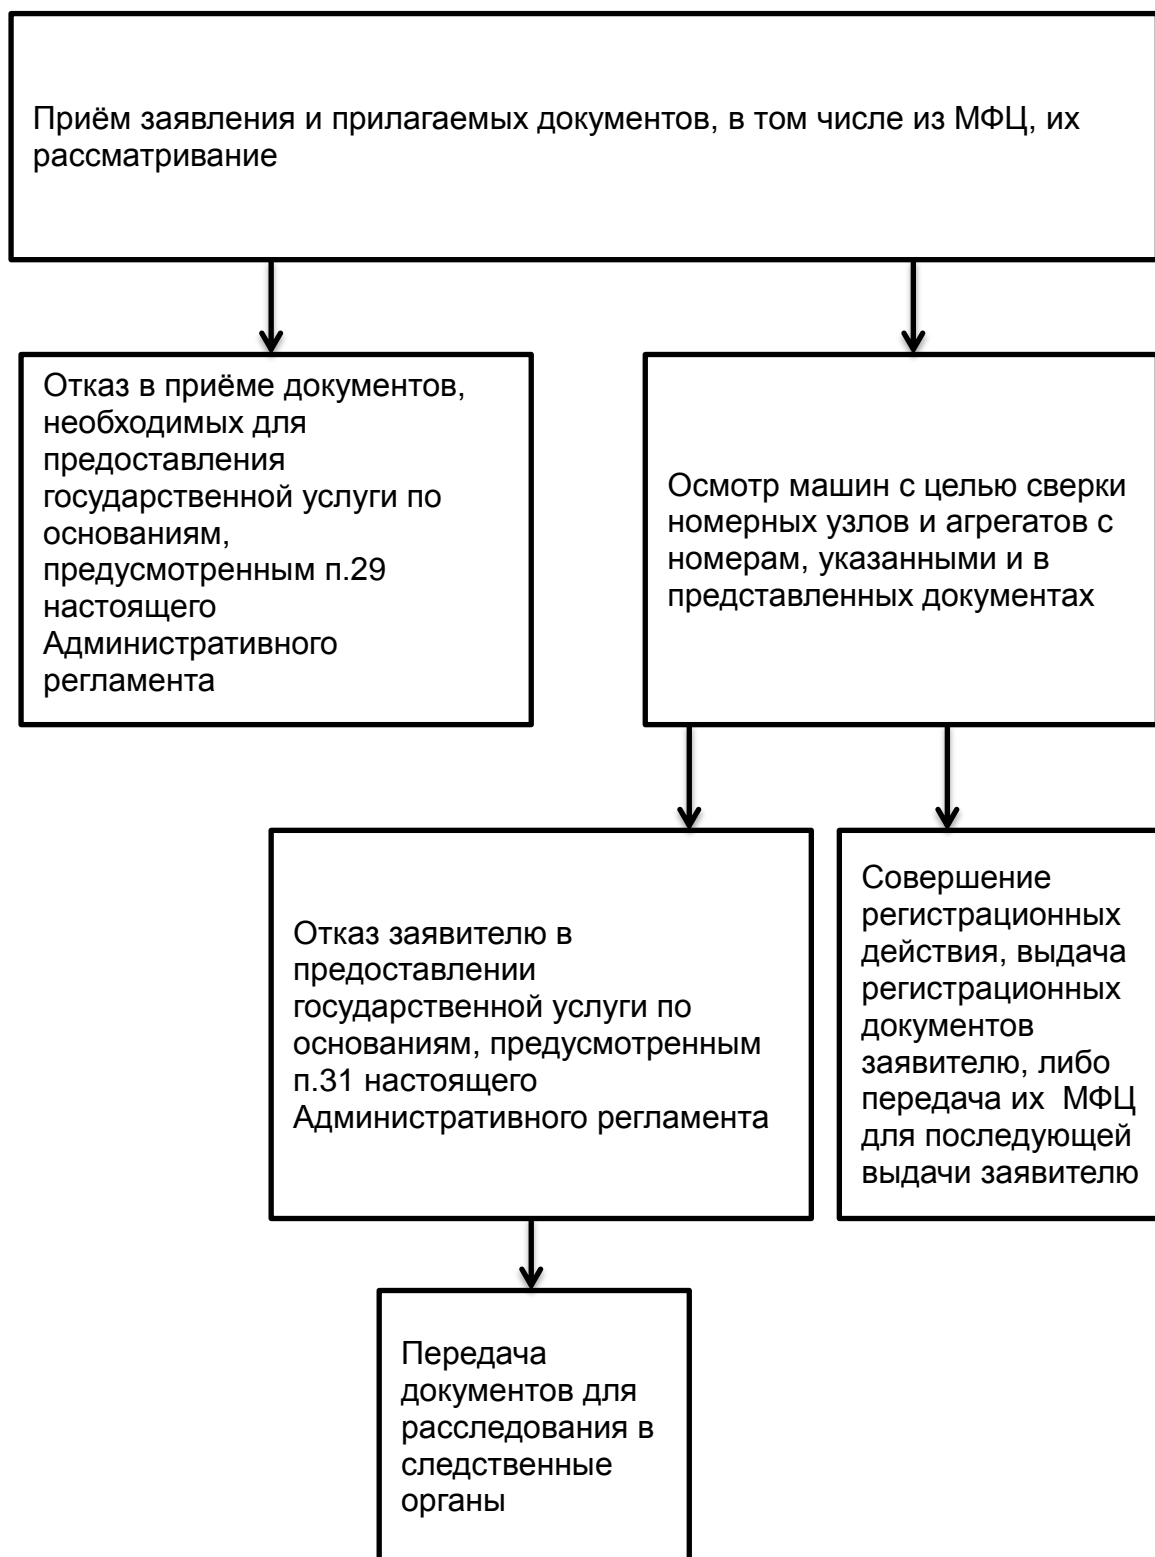 Приём заявления и прилагаемых документов, в том числе из МФЦ, их
рассматривание
Отказ в приёме документов,
необходимых для
предоставления
государственной услуги по
основаниям,
предусмотренным п.29
настоящего
Административного
регламента
Осмотр машин с целью сверки
номерных узлов и агрегатов с
номерам, указанными и в
представленных документах
Отказ заявителю в
предоставлении
государственной услуги по
основаниям, предусмотренным
п.31 настоящего
Административного регламента
Совершение
регистрационных
действия, выдача
регистрационных
документов
заявителю, либо
передача их  МФЦ
для последующей
выдачи заявителю
Передача
документов для
расследования в
следственные
органы